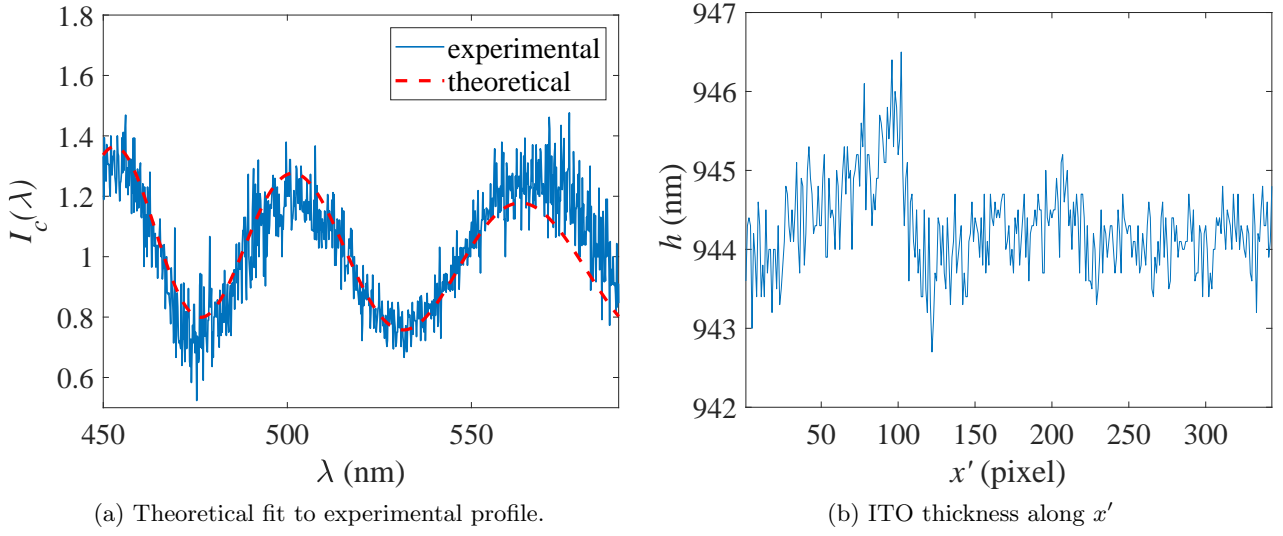 1.8
1.6
1.4
1.2
1
0.8
0.6
I_c(λ)
450
500
550
λ (nm)
experimental
theoretical
(a) Theoretical fit to experimental profile.
947
946
945
944
943
942
h (nm)
50
100
150
200
250
300
x′ (pixel)
(b) ITO thickness along x′